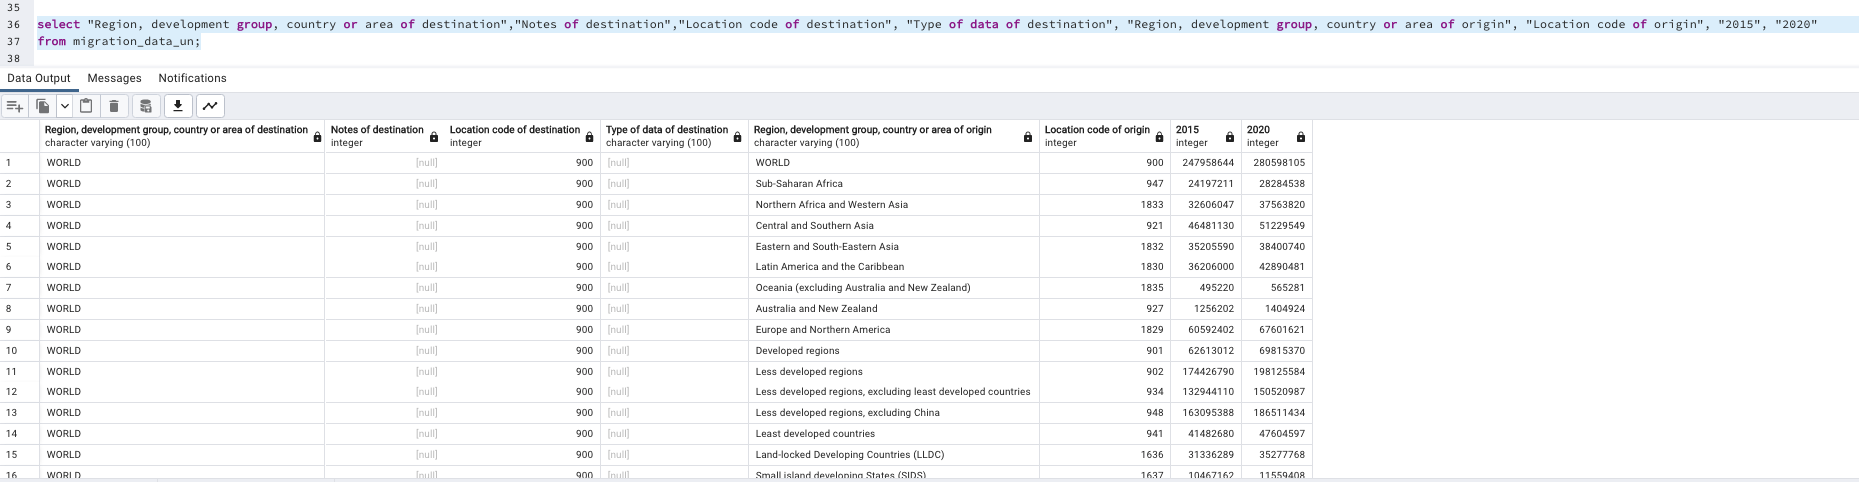 35
36 select "Region, development group, country or area of destination","Notes of destination","Location code of destination", "Type of data of destination", "Region, development group, country or area of origin", "Location code of origin", "2015", "2020"
37 from migration_data_un;
38
Data Output Messages Notifications
Region, development group, country or area of destination Notes of destination Location code of destination Type of data of destination Region, development group, country or area of origin Location code of origin 2015 2020
character varying (100) integer integer character varying (100) character varying (100) integer integer integer
1 WORLD [null] 900 [null] WORLD 900 247958644 280598105
2 WORLD [null] 900 [null] Sub-Saharan Africa 947 24197211 28284538
3 WORLD [null] 900 [null] Northern Africa and Western Asia 1833 32606047 37563820
4 WORLD [null] 900 [null] Central and Southern Asia 921 46481130 51229549
5 WORLD [null] 900 [null] Eastern and South-Eastern Asia 1832 35205590 38400740
6 WORLD [null] 900 [null] Latin America and the Caribbean 1830 36206000 42890481
7 WORLD [null] 900 [null] Oceania (excluding Australia and New Zealand) 1835 495220 565281
8 WORLD [null] 900 [null] Australia and New Zealand 927 1256202 1404924
9 WORLD [null] 900 [null] Europe and Northern America 1829 60592402 67601621
10 WORLD [null] 900 [null] Developed regions 901 62613012 69815370
11 WORLD [null] 900 [null] Less developed regions 902 174426790 198125584
12 WORLD [null] 900 [null] Less developed regions, excluding least developed countries 934 132944110 150520987
13 WORLD [null] 900 [null] Less developed regions, excluding China 948 163095388 186511434
14 WORLD [null] 900 [null] Least developed countries 941 41482680 47604597
15 WORLD [null] 900 [null] Land-locked Developing Countries (LLDC) 1636 31336289 35277768
16 WORLD [null] 900 [null] Small island developing States (SIDS) 1637 10467162 11559408